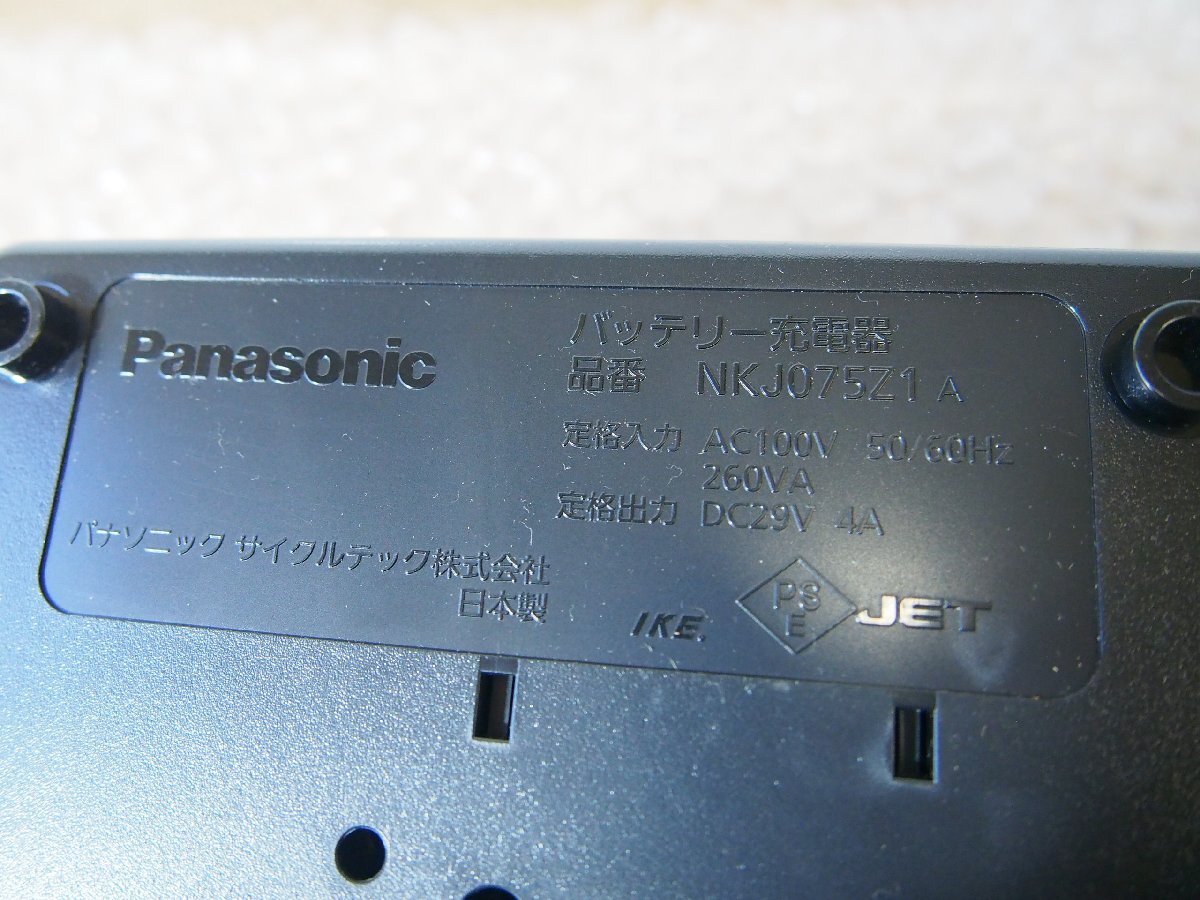 Panasonic
バッテリー充電器
品番 NKJ075Z1 A
定格入力 AC100V 50/60Hz
260VA
定格出力 DC29V 4A
パナソニック サイクルテック株式会社
日本製
IKE.
PS
E
JET